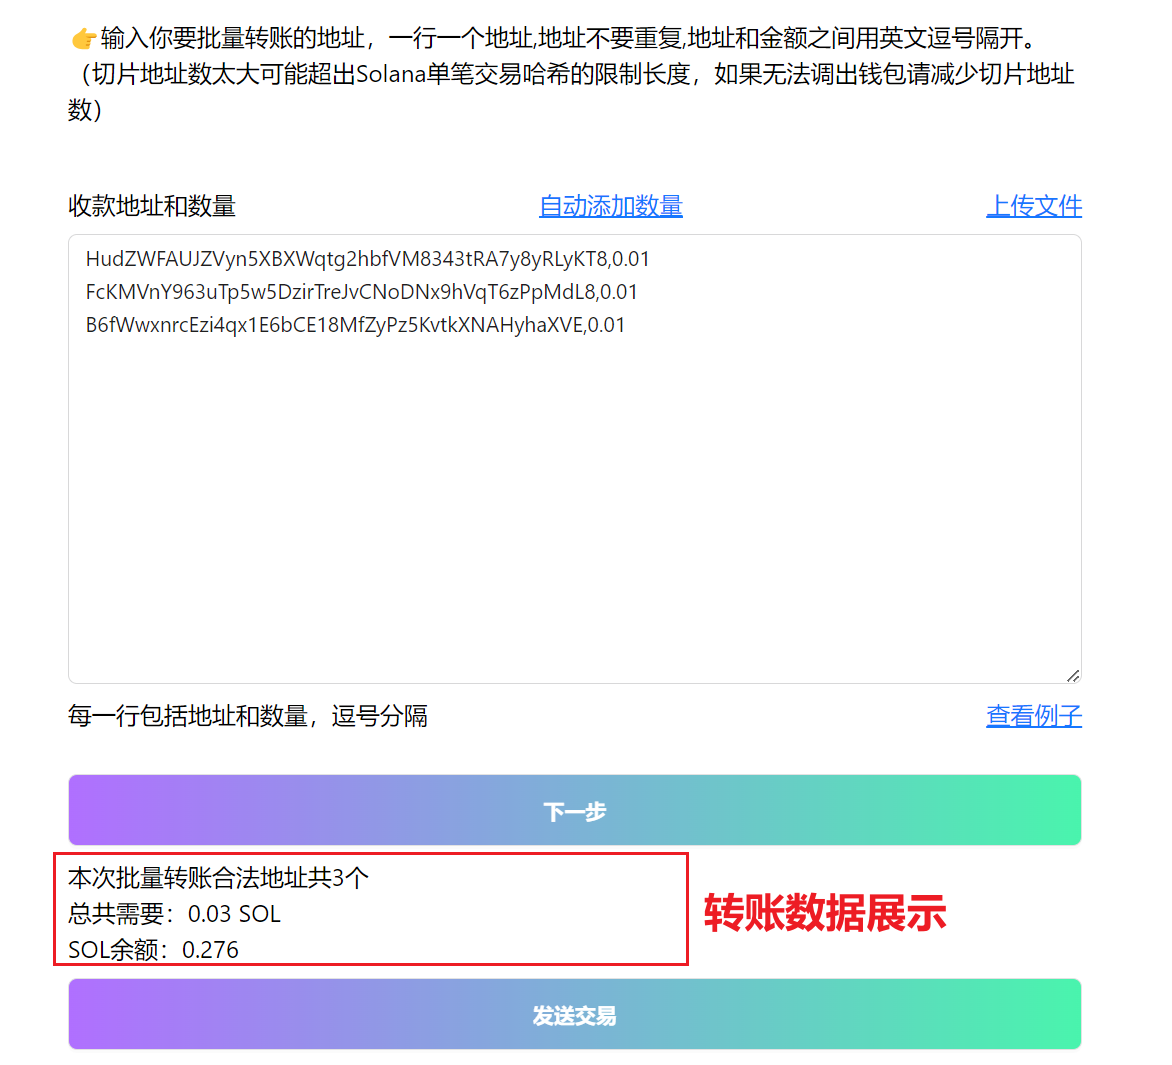 👉输入你要批量转账的地址，一行一个地址,地址不要重复,地址和金额之间用英文逗号隔开。
（切片地址数太大可能超出Solana单笔交易哈希的限制长度，如果无法调出钱包请减少切片地址
数）
收款地址和数量 自动添加数量 上传文件
HudZWFAUJZVyn5XBXWqtg2hbfVM8343tRA7y8yRLyKT8,0.01
FcKMVnY963uTp5w5DzirTreJvCNoDNx9hVqT6zPpMdL8,0.01
B6fWwxnrcEzi4qx1E6bCE18MfZyPz5KvtkXNAHyhaXVE,0.01
每一行包括地址和数量，逗号分隔 查看例子
下一步
本次批量转账合法地址共3个
总共需要：0.03 SOL
SOL余额：0.276
转账数据展示
发送交易